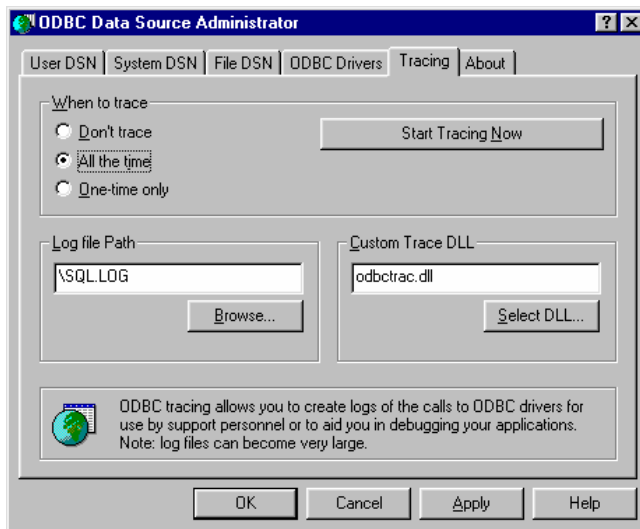 ODBC Data Source Administrator
User DSN System DSN File DSN ODBC Drivers Tracing About
When to trace
Don't trace
Start Tracing Now
All the time
One-time only
Log file Path
Custom Trace DLL
\SQL.LOG
odbctrac.dll
Browse...
Select DLL...
ODBC tracing allows you to create logs of the calls to ODBC drivers for
use by support personnel or to aid you in debugging your applications.
Note: log files can become very large.
OK Cancel Apply Help